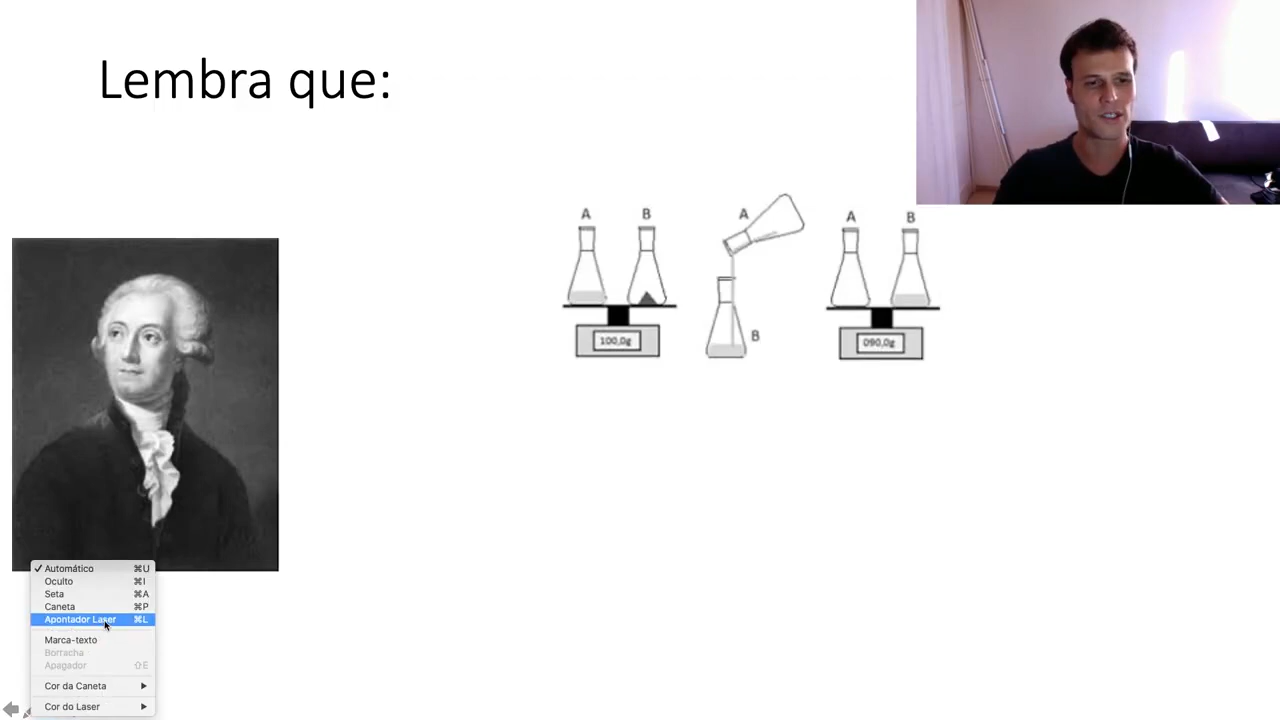 Lembra que:
A B
A
B
A B
100,0g
090,0g
✓ Automático ⌘U
Oculto ⌘I
Seta ⌘A
Caneta ⌘P
Apontador Laser ⌘L
Marca-texto
Borracha
Apagador ⇧E
Cor da Caneta
Cor do Laser